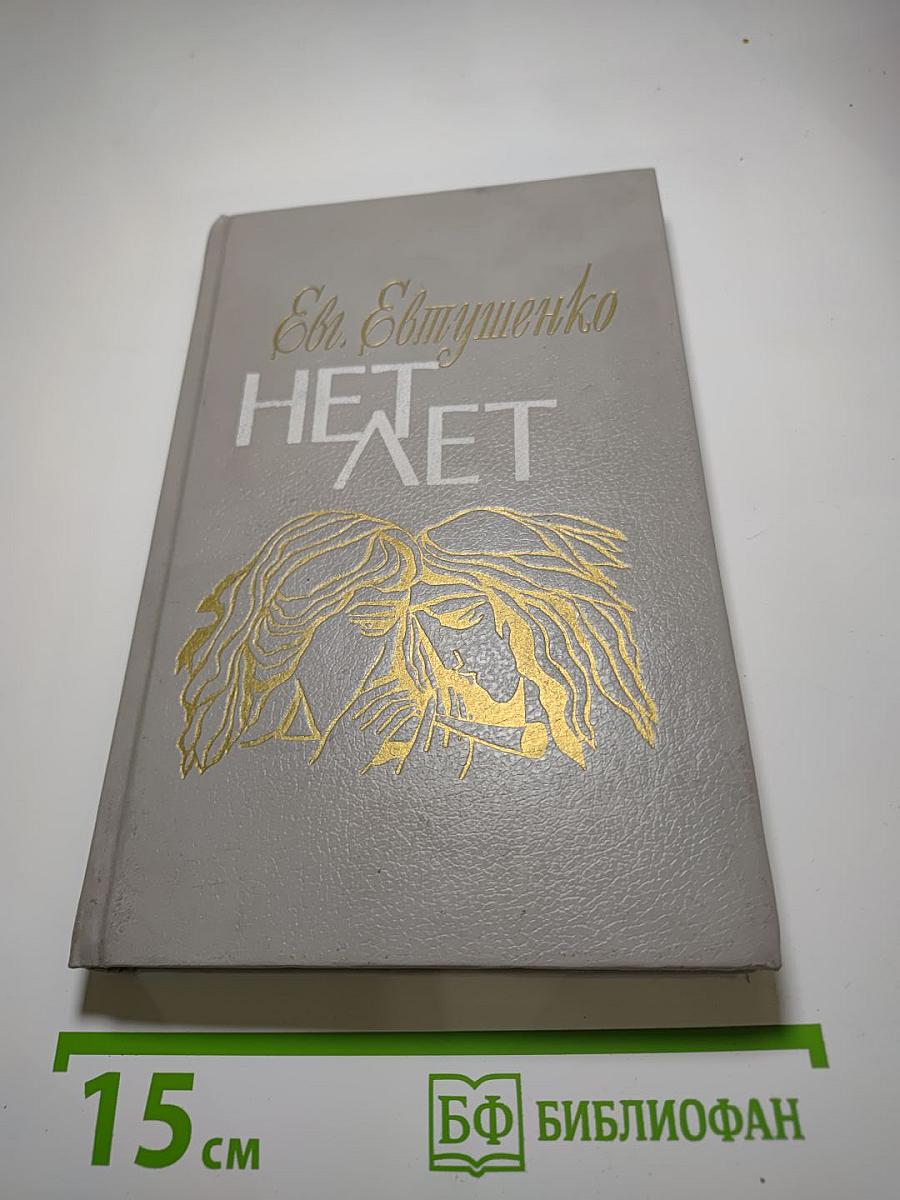 Евг. Евтушенко
НЕТ
ЛЕТ
15 см
БФ БИБЛИОФАН